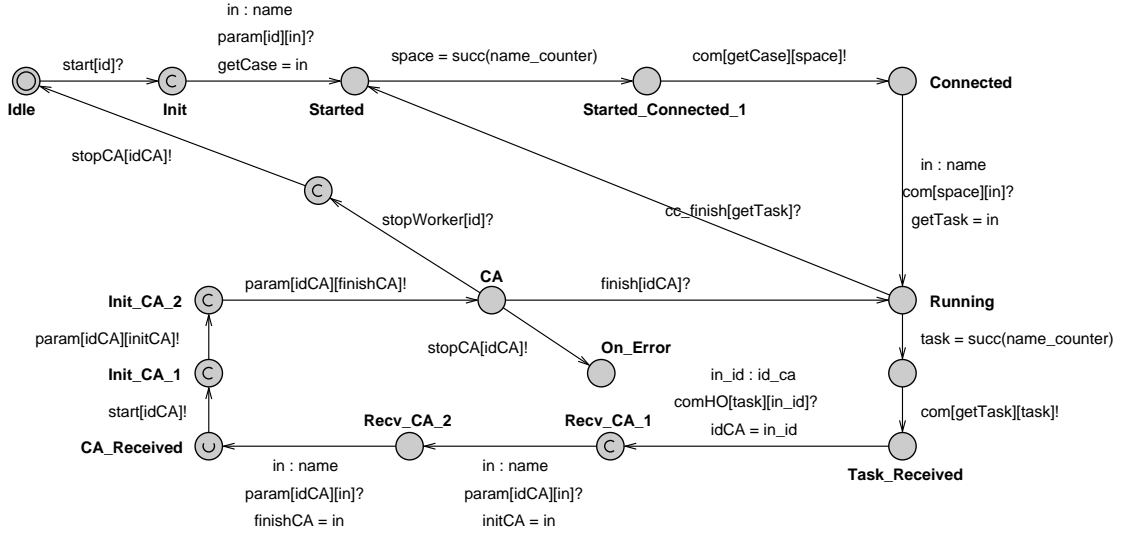 in : name
param[id][in]?
getCase = in
start[id]?
space = succ(name_counter)
com[getCase][space]!
C
Idle
Init
Started
Started_Connected_1
Connected
stopCA[idCA]!
C
stopWorker[id]?
cc_finish[getTask]?
in : name
com[space][in]?
getTask = in
CA
Init_CA_2
C
param[idCA][finishCA]!
finish[idCA]?
Running
param[idCA][initCA]!
stopCA[idCA]!
On_Error
task = succ(name_counter)
Init_CA_1
C
in_id : id_ca
comHO[task][in_id]?
idCA = in_id
start[idCA]!
com[getTask][task]!
Recv_CA_2
Recv_CA_1
CA_Received
U
C
Task_Received
in : name
param[idCA][in]?
finishCA = in
in : name
param[idCA][in]?
initCA = in